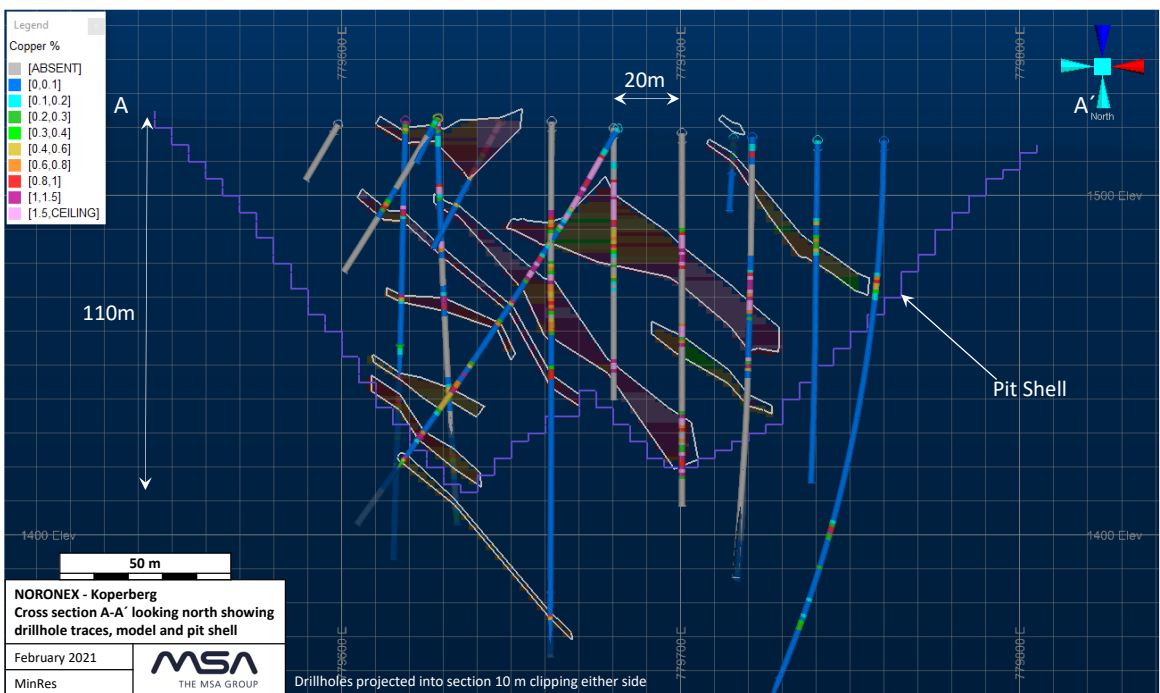 Legend
Copper %
[ABSENT]
[0,0.1]
[0.1,0.2]
[0.2,0.3]
[0.3,0.4]
[0.4,0.6]
[0.6,0.8]
[0.8,1]
[1,1.5]
[1.5,CEILING]
779600 E
779700 E
779800 E
A
20m
A´
North
1500 Elev
1500 Elev
110m
Pit Shell
1400 Elev
1400 Elev
50 m
NORONEX - Koperberg
Cross section A-A´ looking north showing
drillhole traces, model and pit shell
February 2021
MinRes
MSA
THE MSA GROUP
779600 E
779700 E
779800 E
Drillholes projected into section 10 m clipping either side